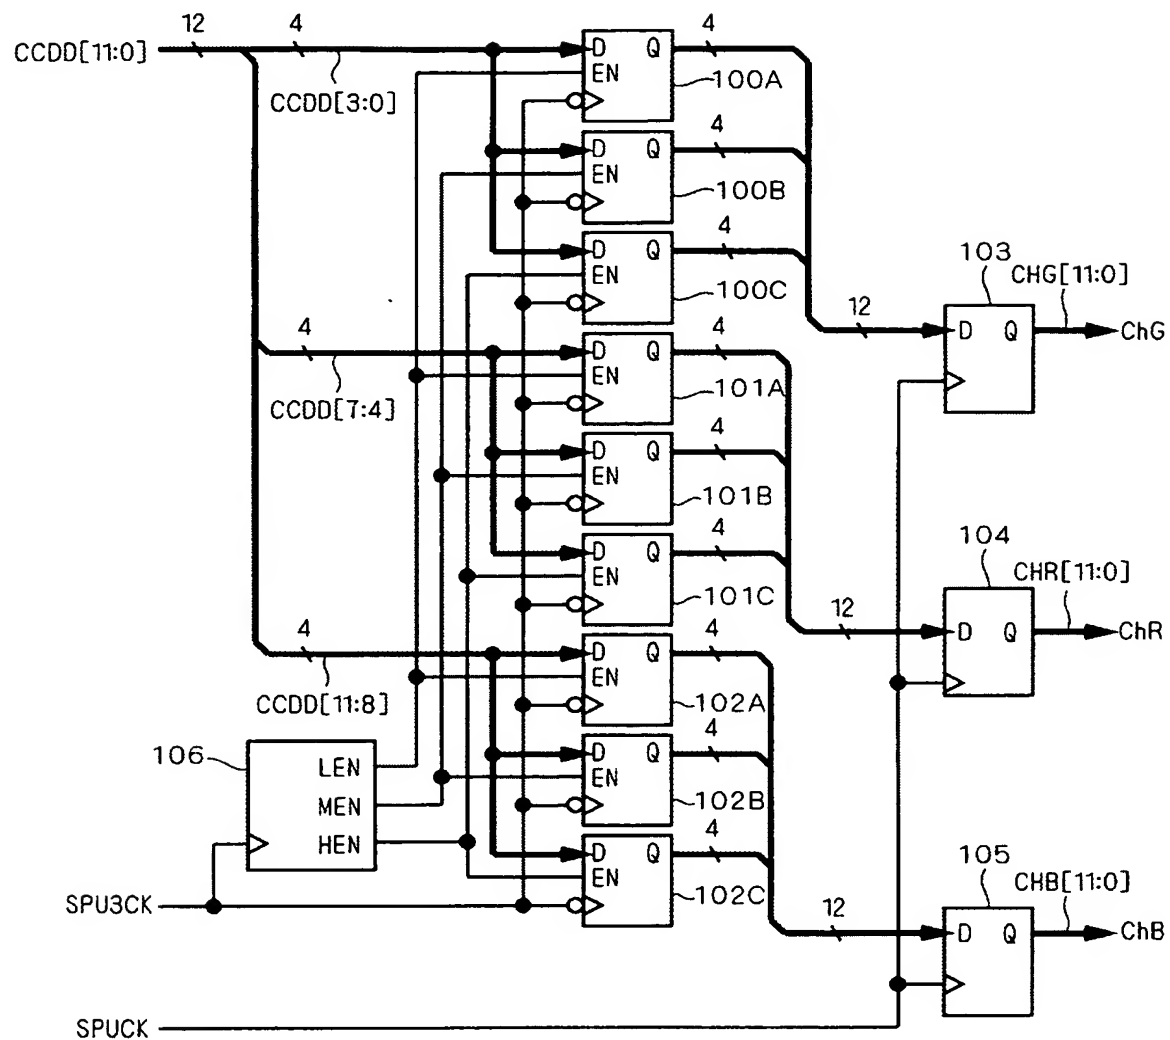 12
4
4
CCDD[11:0]
D Q
EN
100A
CCDD[3:0]
4
D Q
EN
100B
4
D Q
EN
100C
103
CHG[11:0]
12
D Q
ChG
4
4
D Q
EN
101A
CCDD[7:4]
4
D Q
EN
101B
4
D Q
EN
101C
104
CHR[11:0]
12
D Q
ChR
4
4
D Q
EN
102A
CCDD[11:8]
4
D Q
EN
102B
106
LEN
MEN
HEN
4
D Q
EN
102C
105
CHB[11:0]
12
D Q
ChB
SPU3CK
SPUCK